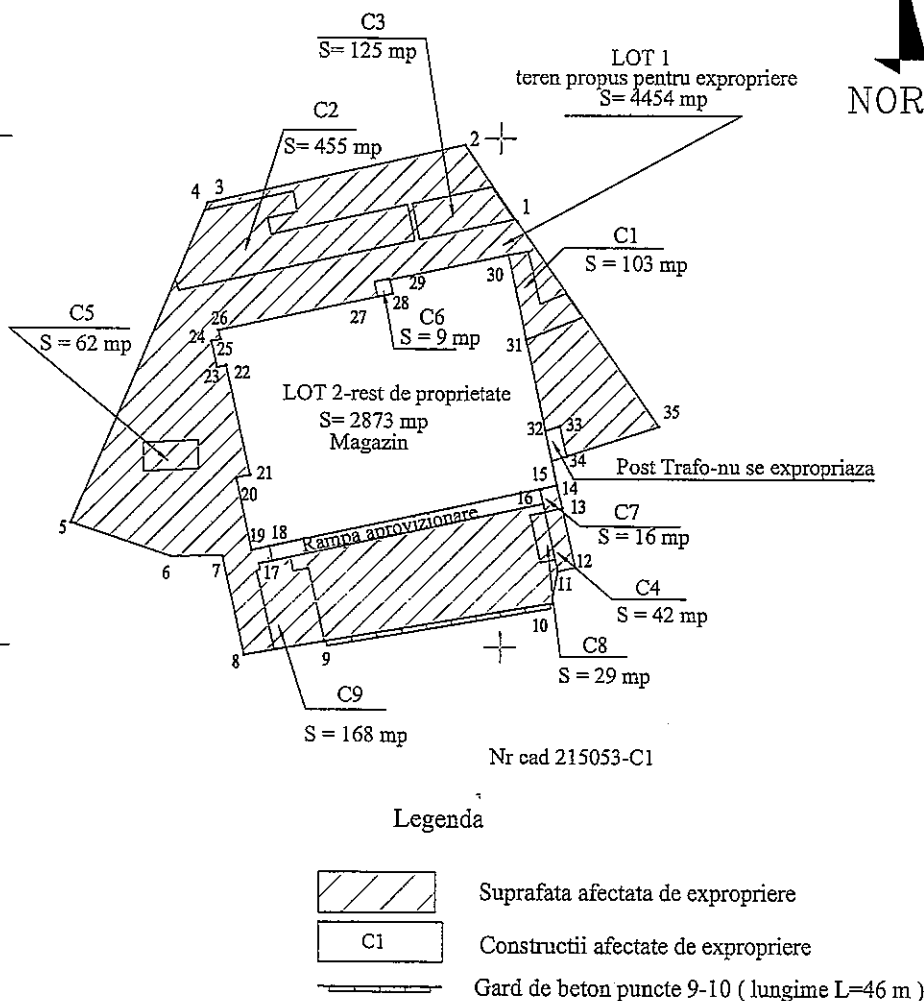 C3
S= 125 mp
LOT 1
teren propus pentru expropriere
S= 4454 mp
NOR
C2
S= 455 mp
2
4 3
1
C1
S = 103 mp
30
29
28
27
C6
S = 9 mp
C5
S = 62 mp
26
24
25
23 22
31
LOT 2-rest de proprietate
S= 2873 mp
Magazin
32 33
35
34
Post Trafo-nu se expropriaza
21
20
15
14
16
13
C7
S = 16 mp
5
19 18
Rampa aprovizionare
17
6
7
12
11
C4
S = 42 mp
10
8
9
C8
S = 29 mp
C9
S = 168 mp
Nr cad 215053-C1
Legenda
Suprafata afectata de expropriere
C1
Constructii afectate de expropriere
Gard de beton puncte 9-10 ( lungime L=46 m )